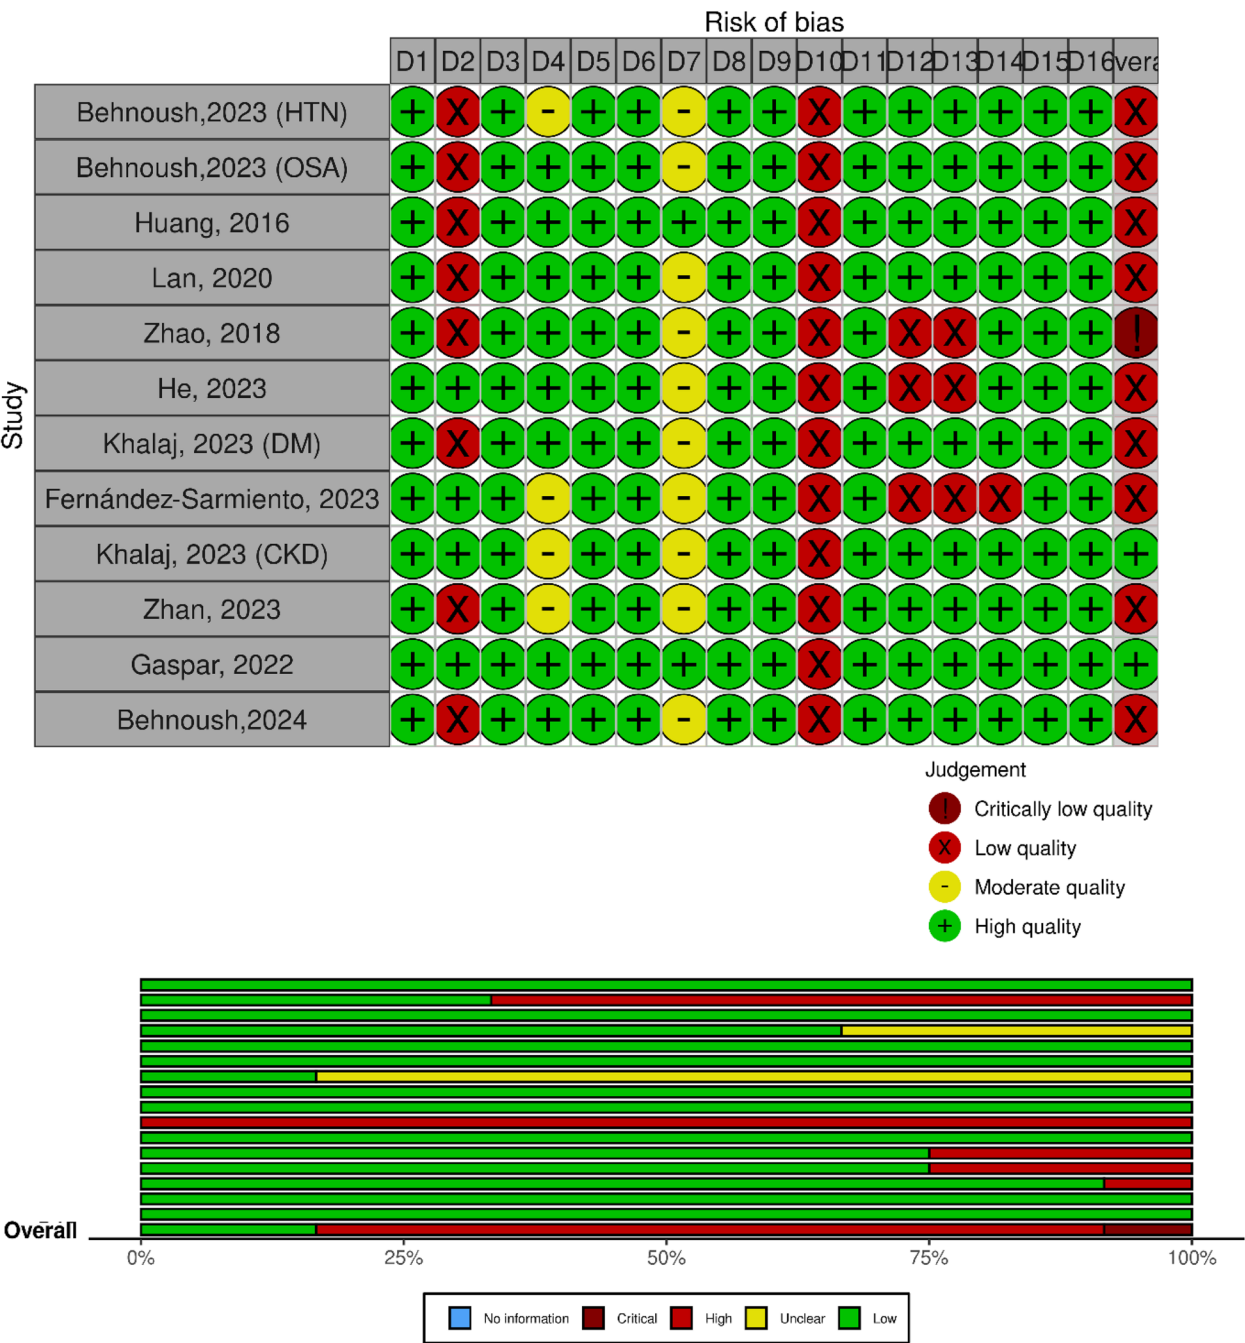 Risk of bias
D1 D2 D3 D4 D5 D6 D7 D8 D9 D10 D11 D12 D13 D14 D15 D16 vera
Study
Behnoush,2023 (HTN) + X + - + + - + + X + + + + + + X
Behnoush,2023 (OSA) + X + + + + - + + X + + + + + + X
Huang, 2016 + X + + + + + + + X + + + + + + X
Lan, 2020 + X + + + + - + + X + + + + + + X
Zhao, 2018 + X + + + + - + + X + X X + + + !
He, 2023 + + + + + + - + + X + X X + + + X
Khalaj, 2023 (DM) + X + + + + - + + X + + + + + + X
Fernández-Sarmiento, 2023 + + + - + + - + + X + X X X + + X
Khalaj, 2023 (CKD) + + + - + + - + + X + + + + + + +
Zhan, 2023 + X + - + + - + + X + + + + + + X
Gaspar, 2022 + + + + + + + + + X + + + + + + +
Behnoush,2024 + X + + + + - + + X + + + + + + X
Judgement
! Critically low quality
X Low quality
- Moderate quality
+ High quality
Overall
0% 25% 50% 75% 100%
No information Critical High Unclear Low